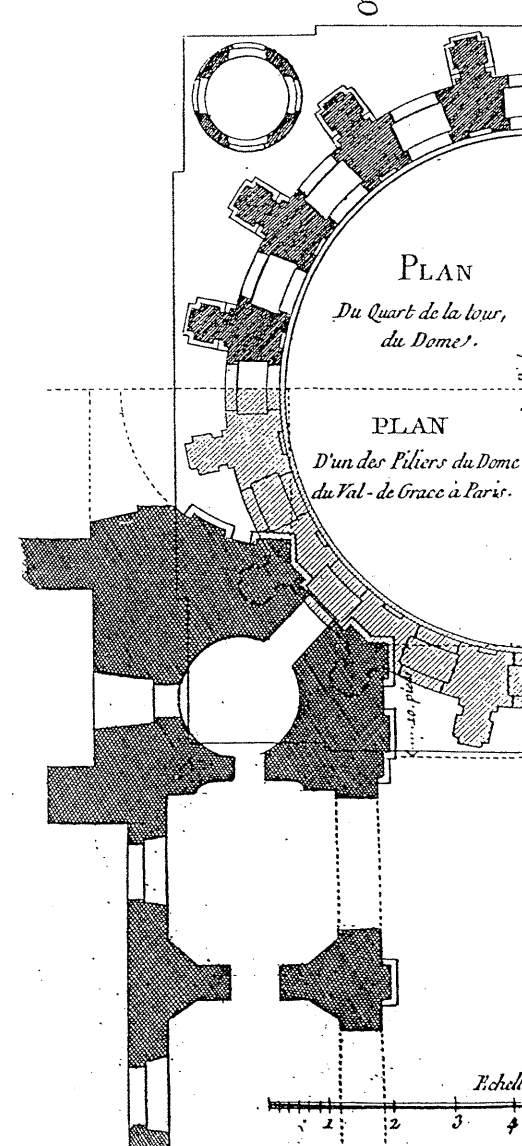 PLAN
Du Quart de la tour,
du Dome.
PLAN
D'un des Piliers du Dome
du Val-de Grace à Paris.
Echell
1 2 3 4